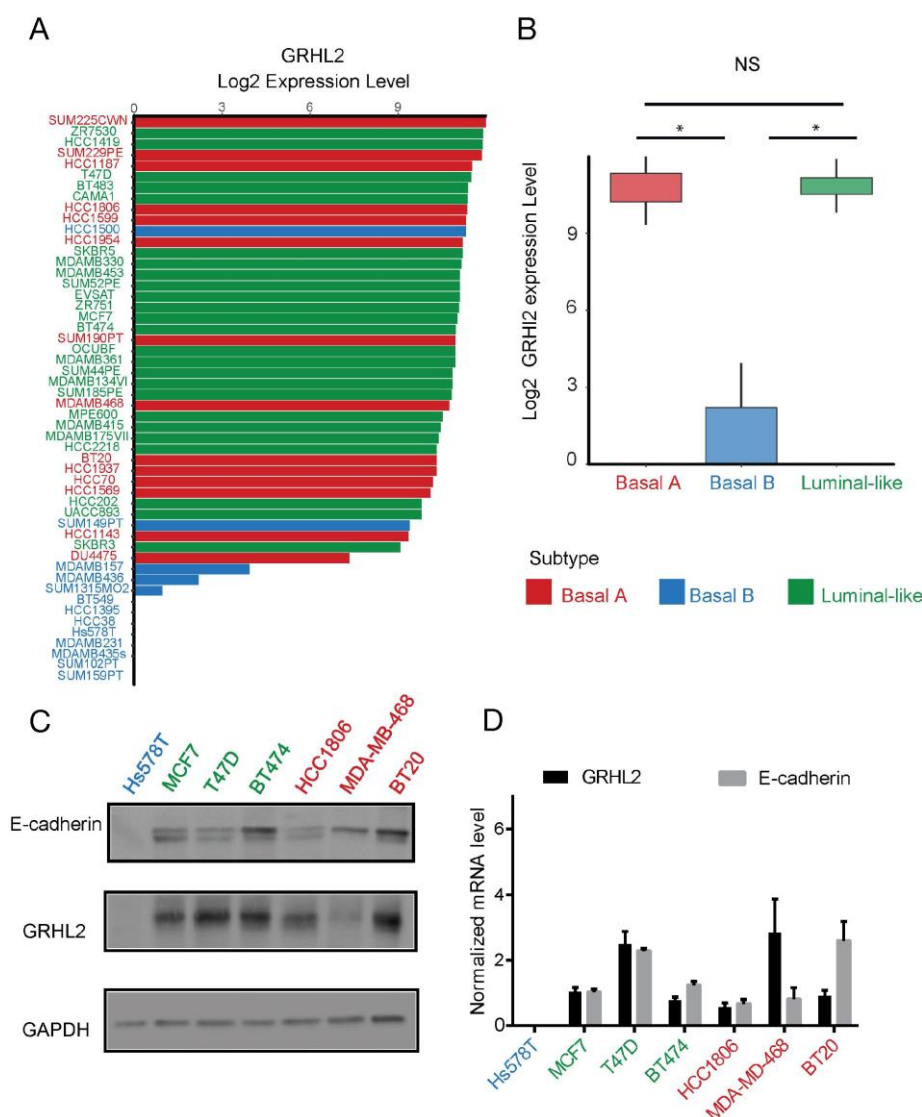 A
GRHL2
Log2 Expression Level
0 3 6 9
SUM225CWN
ZR7530
HCC1419
SUM229PE
HCC1187
T47D
BT483
CAMA1
HCC1806
HCC1599
HCC1500
HCC1954
SKBR5
MDAMB330
MDAMB453
SUM52PE
EVSAT
ZR751
MCF7
BT474
SUM190PT
OCUBF
MDAMB361
SUM44PE
MDAMB134VI
SUM185PE
MDAMB468
MPE600
MDAMB415
MDAMB175VII
HCC2218
BT20
HCC1937
HCC70
HCC1569
HCC202
UACC893
SUM149PT
HCC1143
SKBR3
DU4475
MDAMB157
MDAMB436
SUM1315MO2
BT549
HCC1395
HCC38
Hs578T
MDAMB231
MDAMB435s
SUM102PT
SUM159PT
B
NS
* *
Log2 GRHl2 expression Level
9
6
3
0
Basal A Basal B Luminal-like
Subtype
Basal A Basal B Luminal-like
C
Hs578T MCF7 T47D BT474 HCC1806 MDA-MB-468 BT20
E-cadherin
GRHL2
GAPDH
D
GRHL2 E-cadherin
Normalized mRNA level
6
4
2
0
Hs578T MCF7 T47D BT474 HCC1806 MDA-MD-468 BT20